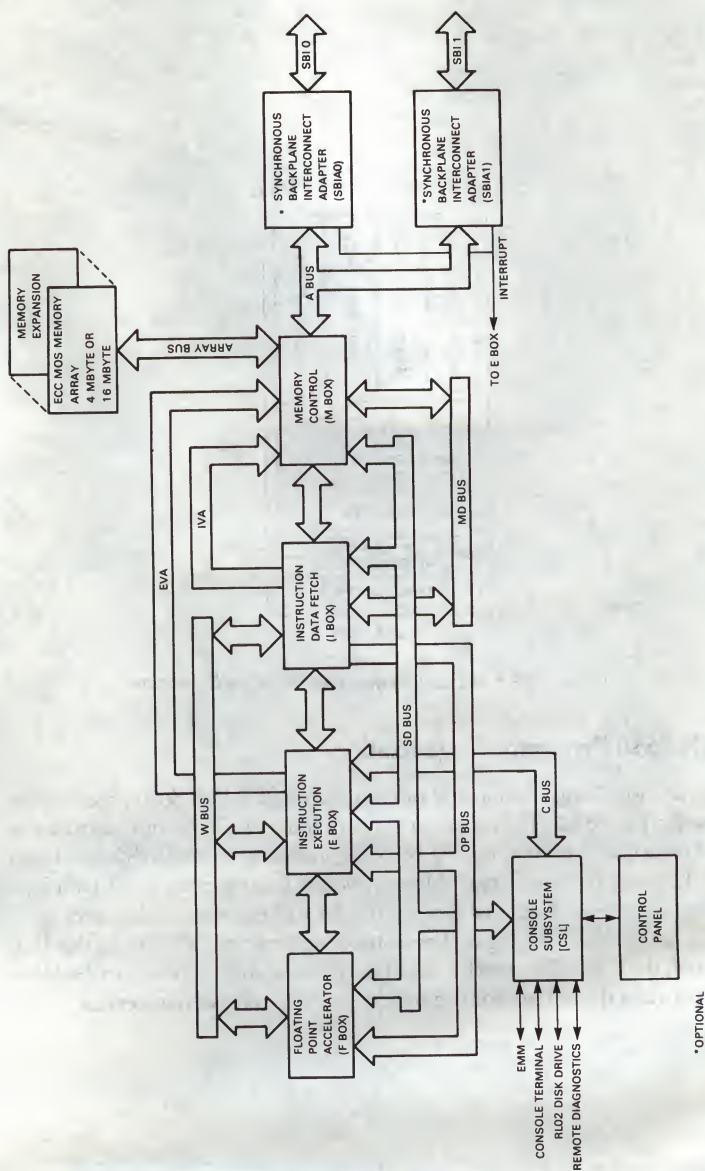 SBI 0
SBI 1
* SYNCHRONOUS
BACKPLANE
INTERCONNECT
ADAPTER
(SBIA0)
*SYNCHRONOUS
BACKPLANE
INTERCONNECT
ADAPTER
(SBIA1)
MEMORY
EXPANSION
ECC MOS MEMORY
ARRAY
4 MBYTE OR
16 MBYTE
ARRAY BUS
A BUS
INTERRUPT
TO E BOX
MEMORY
CONTROL
(M BOX)
MD BUS
IVA
EVA
INSTRUCTION
DATA FETCH
(I BOX)
W BUS
SD BUS
OP BUS
C BUS
INSTRUCTION
EXECUTION
(E BOX)
FLOATING
POINT
ACCELERATOR
(F BOX)
CONSOLE
SUBSYSTEM
[CSL]
CONTROL
PANEL
EMM
CONSOLE TERMINAL
RL02 DISK DRIVE
REMOTE DIAGNOSTICS
*OPTIONAL